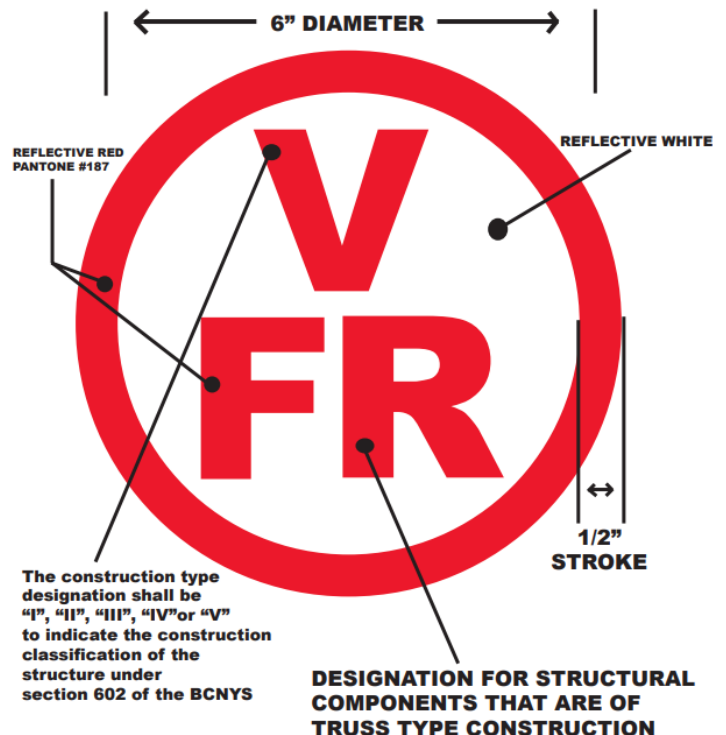 6” DIAMETER
REFLECTIVE RED
PANTONE #187
REFLECTIVE WHITE
V
FR
1/2”
STROKE
The construction type
designation shall be
“I”, “II”, “III”, “IV”or “V”
to indicate the construction
classification of the
structure under
section 602 of the BCNYS
DESIGNATION FOR STRUCTURAL
COMPONENTS THAT ARE OF
TRUSS TYPE CONSTRUCTION